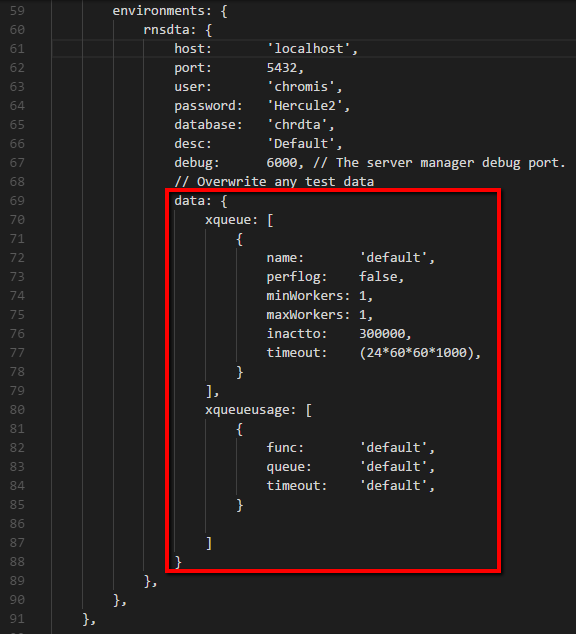 59 environments: {
60 rnsdta: {
61 host: 'localhost',
62 port: 5432,
63 user: 'chromis',
64 password: 'Hercule2',
65 database: 'chrdta',
66 desc: 'Default',
67 debug: 6000, // The server manager debug port.
68 // Overwrite any test data
69 data: {
70 xqueue: [
71 {
72 name: 'default',
73 perflog: false,
74 minWorkers: 1,
75 maxWorkers: 1,
76 inactto: 300000,
77 timeout: (24*60*60*1000),
78 }
79 ],
80 xqueueusage: [
81 {
82 func: 'default',
83 queue: 'default',
84 timeout: 'default',
85 }
86
87 ]
88 }
89 },
90 },
91 },